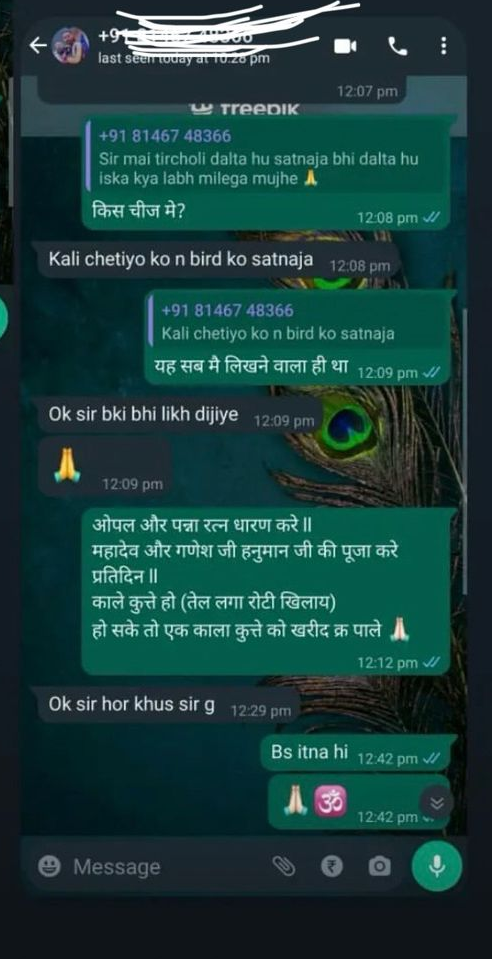 last seen today at 10:28 pm
12:07 pm
freepik
+91 81467 48366
Sir mai tircholi dalta hu satnaja bhi dalta hu
iska kya labh milega mujhe 🙏
किस चीज मे?
12:08 pm
Kali chetiyo ko n bird ko satnaja 12:08 pm
+91 81467 48366
Kali chetiyo ko n bird ko satnaja
यह सब मै लिखने वाला ही था 12:09 pm
Ok sir bki bhi likh dijiye 12:09 pm
🙏
12:09 pm
ओपल और पन्ना रत्न धारण करे ||
महादेव और गणेश जी हनुमान जी की पूजा करे
प्रतिदिन ||
काले कुत्ते हो (तेल लगा रोटी खिलाय)
हो सके तो एक काला कुत्ते को खरीद क्र पाले 🙏🏻
12:12 pm
Ok sir hor khus sir g 12:29 pm
Bs itna hi 12:42 pm
🙏🏻 🕉️ 12:42 pm
Message